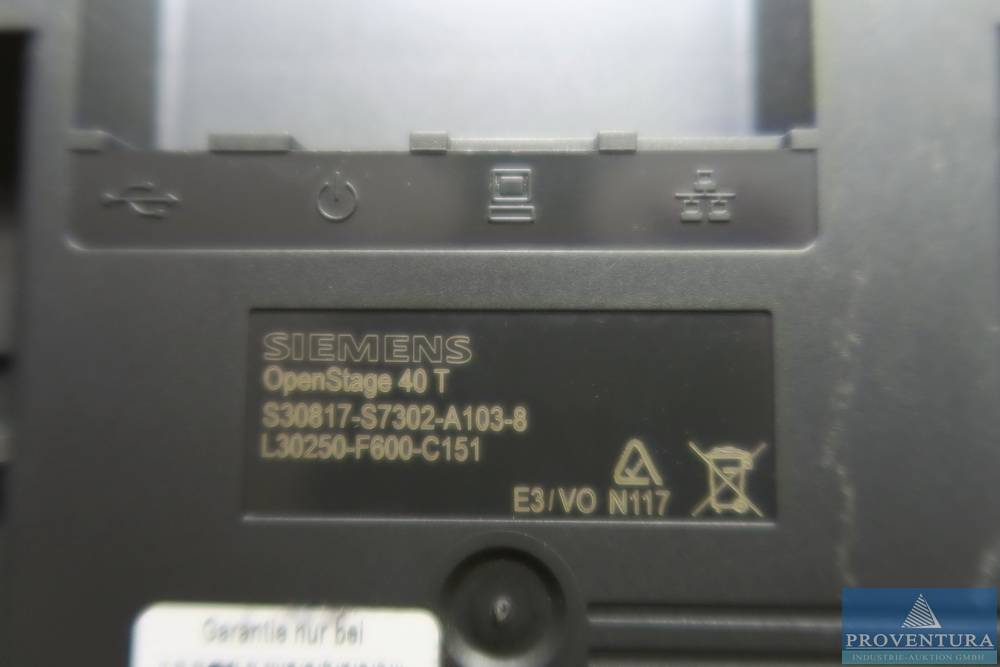 SIEMENS
OpenStage 40 T
S30817-S7302-A103-8
L30250-F600-C151
E3/VO N117
Garantie nur bei
PROVENTURA
INDUSTRIE-AUKTION GMBH